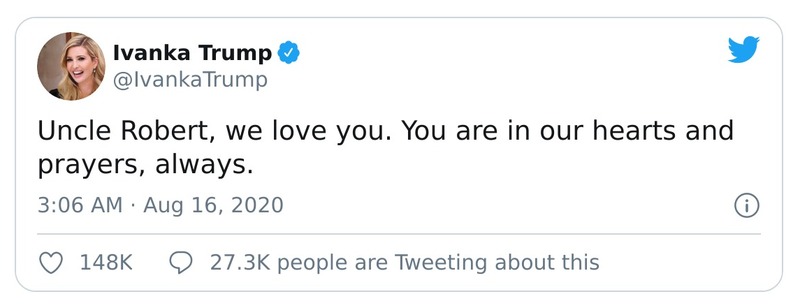 Ivanka Trump
@IvankaTrump
Uncle Robert, we love you. You are in our hearts and
prayers, always.
3:06 AM · Aug 16, 2020
148K 27.3K people are Tweeting about this